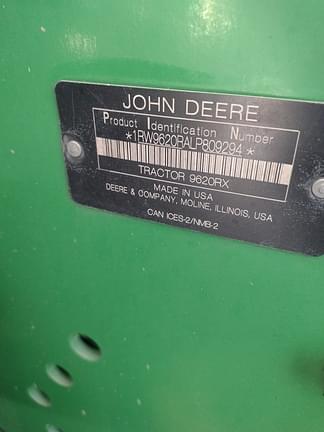 JOHN DEERE
Product Identification Number
*1RW9620RALP809294*
TRACTOR 9620RX
MADE IN USA
DEERE & COMPANY, MOLINE, ILLINOIS, USA
CAN ICES-2/NMB-2